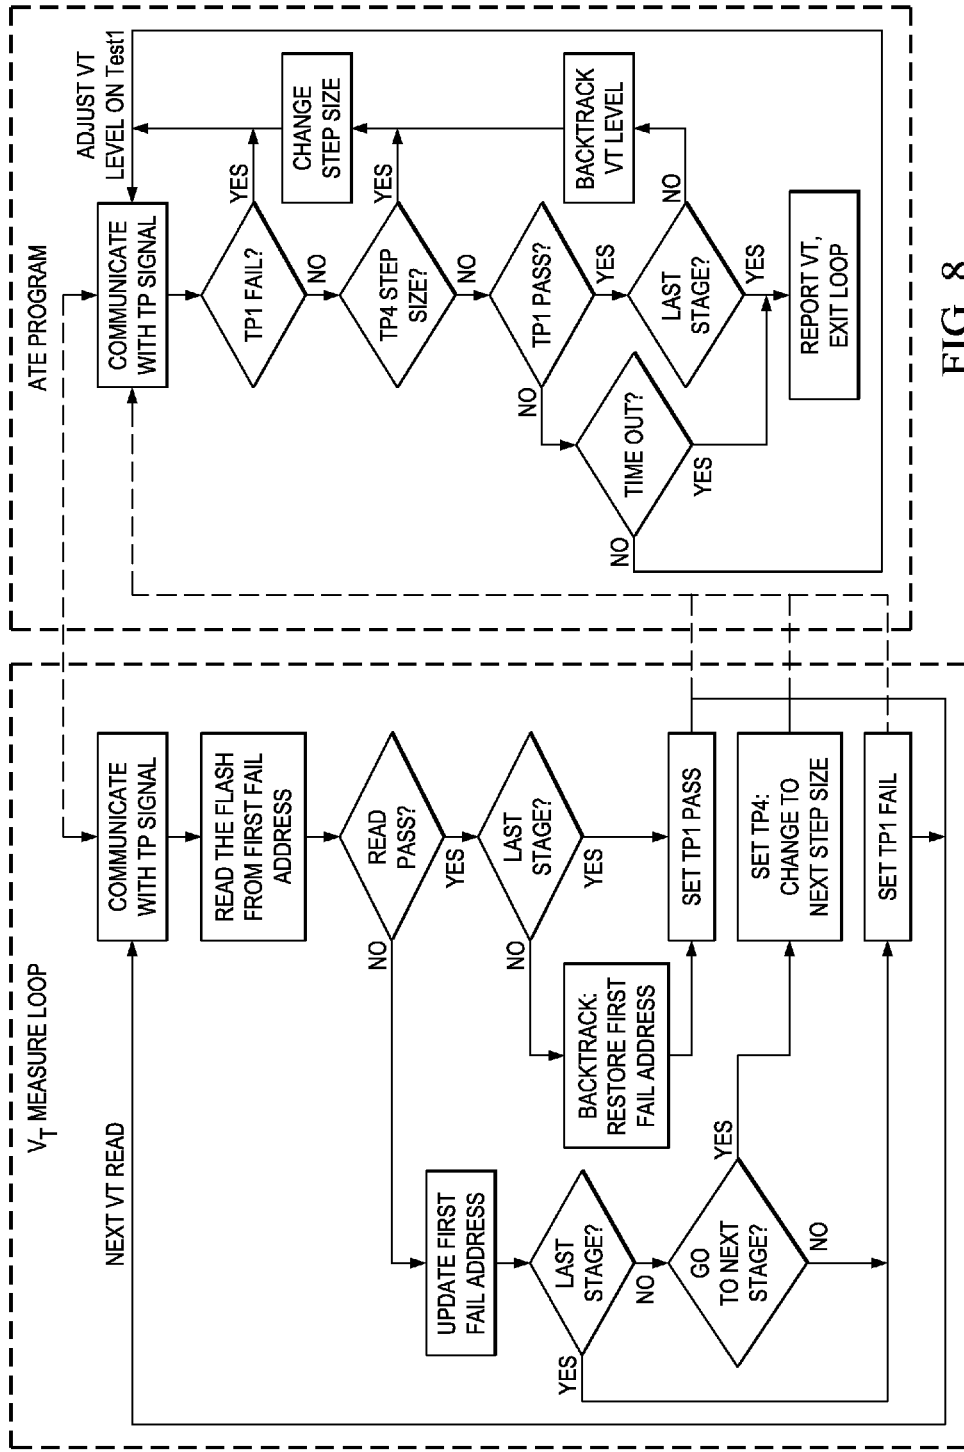 V_T MEASURE LOOP
NEXT VT READ
COMMUNICATE
WITH TP SIGNAL
READ THE FLASH
FROM FIRST FAIL
ADDRESS
READ
PASS?
NO
YES
UPDATE FIRST
FAIL ADDRESS
LAST
STAGE?
NO
YES
LAST
STAGE?
YES
NO
BACKTRACK:
RESTORE FIRST
FAIL ADDRESS
GO
TO NEXT
STAGE?
YES
NO
SET TP1 PASS
SET TP4:
CHANGE TO
NEXT STEP SIZE
SET TP1 FAIL
ATE PROGRAM
ADJUST VT
LEVEL ON Test1
COMMUNICATE
WITH TP SIGNAL
TP1 FAIL?
YES
NO
CHANGE
STEP SIZE
TP4 STEP
SIZE?
YES
NO
TP1 PASS?
NO
YES
TIME OUT?
NO
YES
LAST
STAGE?
NO
YES
BACKTRACK
VT LEVEL
REPORT VT,
EXIT LOOP
FIG. 8